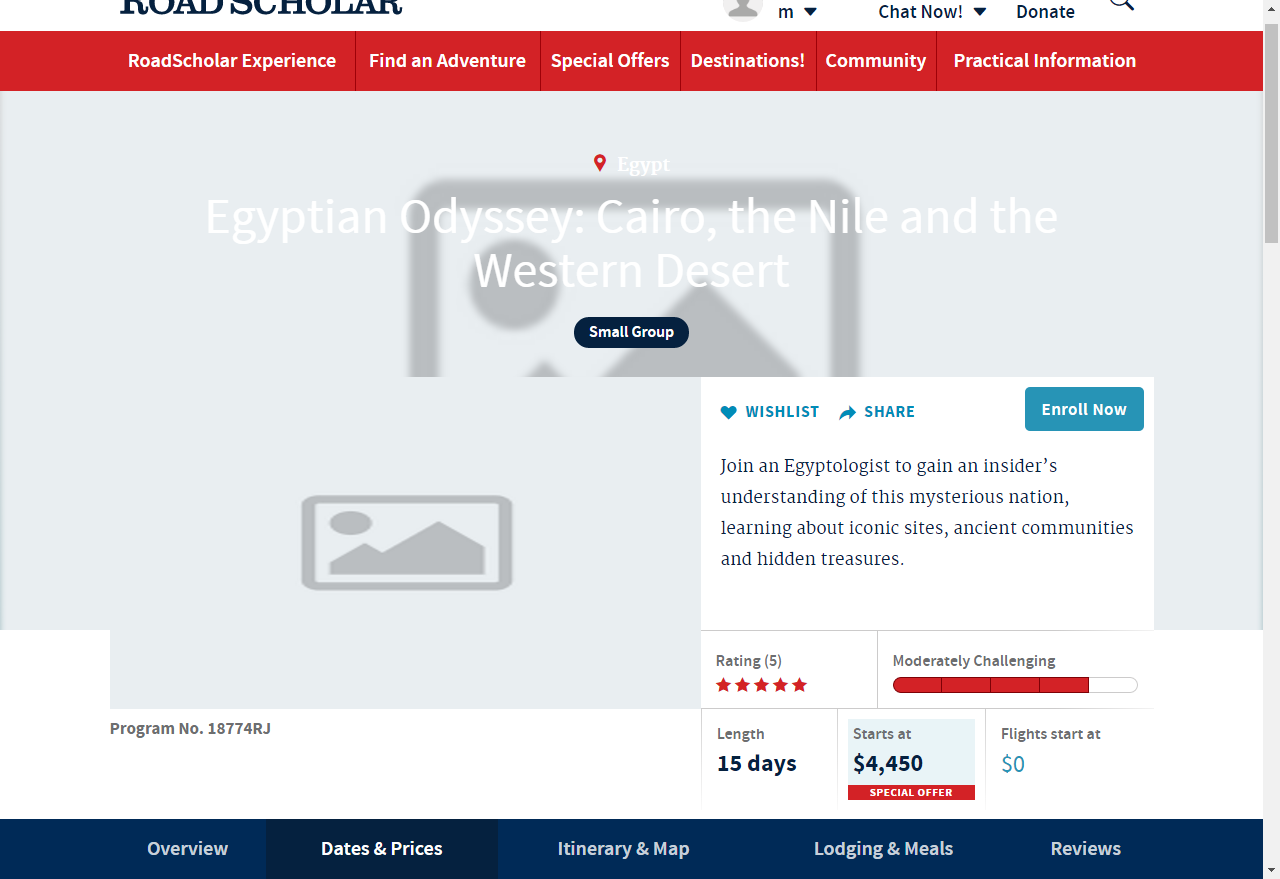 ROAD SCHOLAR
m
Chat Now!
Donate
RoadScholar Experience
Find an Adventure
Special Offers
Destinations!
Community
Practical Information
Egypt
Egyptian Odyssey: Cairo, the Nile and the
Western Desert
Small Group
WISHLIST
SHARE
Enroll Now
Join an Egyptologist to gain an insider’s
understanding of this mysterious nation,
learning about iconic sites, ancient communities
and hidden treasures.
Rating (5)
Moderately Challenging
Program No. 18774RJ
Length
15 days
Starts at
$4,450
SPECIAL OFFER
Flights start at
$0
Overview
Dates & Prices
Itinerary & Map
Lodging & Meals
Reviews